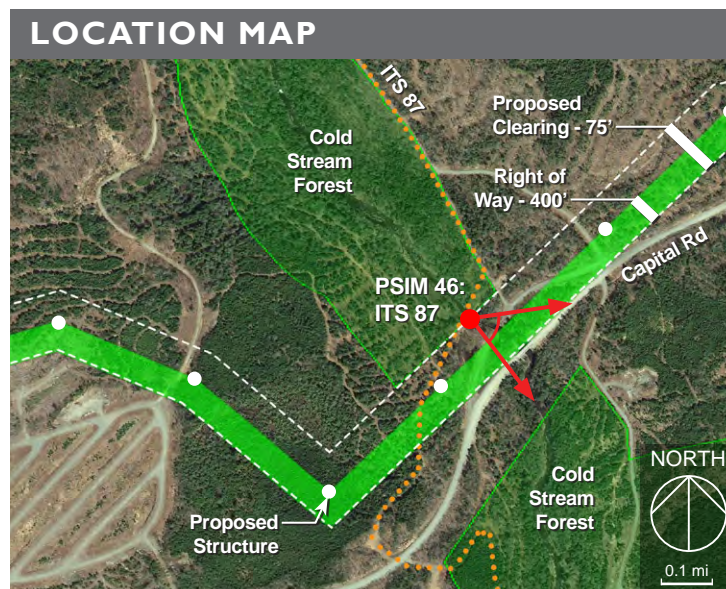 LOCATION MAP
ITS 87
Proposed
Clearing - 75’
Cold
Stream
Forest
Right of
Way - 400’
Capital Rd
PSIM 46:
ITS 87
Proposed
Structure
Cold
Stream
Forest
NORTH
0.1 mi